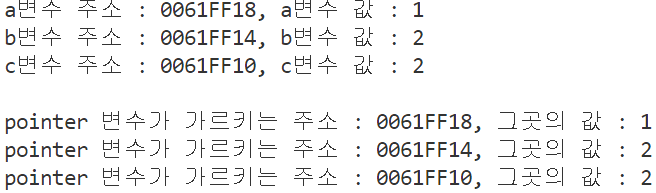 a변수 주소 : 0061FF18, a변수 값 : 1
b변수 주소 : 0061FF14, b변수 값 : 2
c변수 주소 : 0061FF10, c변수 값 : 2
pointer 변수가 가르키는 주소 : 0061FF18, 그곳의 값 : 1
pointer 변수가 가르키는 주소 : 0061FF14, 그곳의 값 : 2
pointer 변수가 가르키는 주소 : 0061FF10, 그곳의 값 : 2